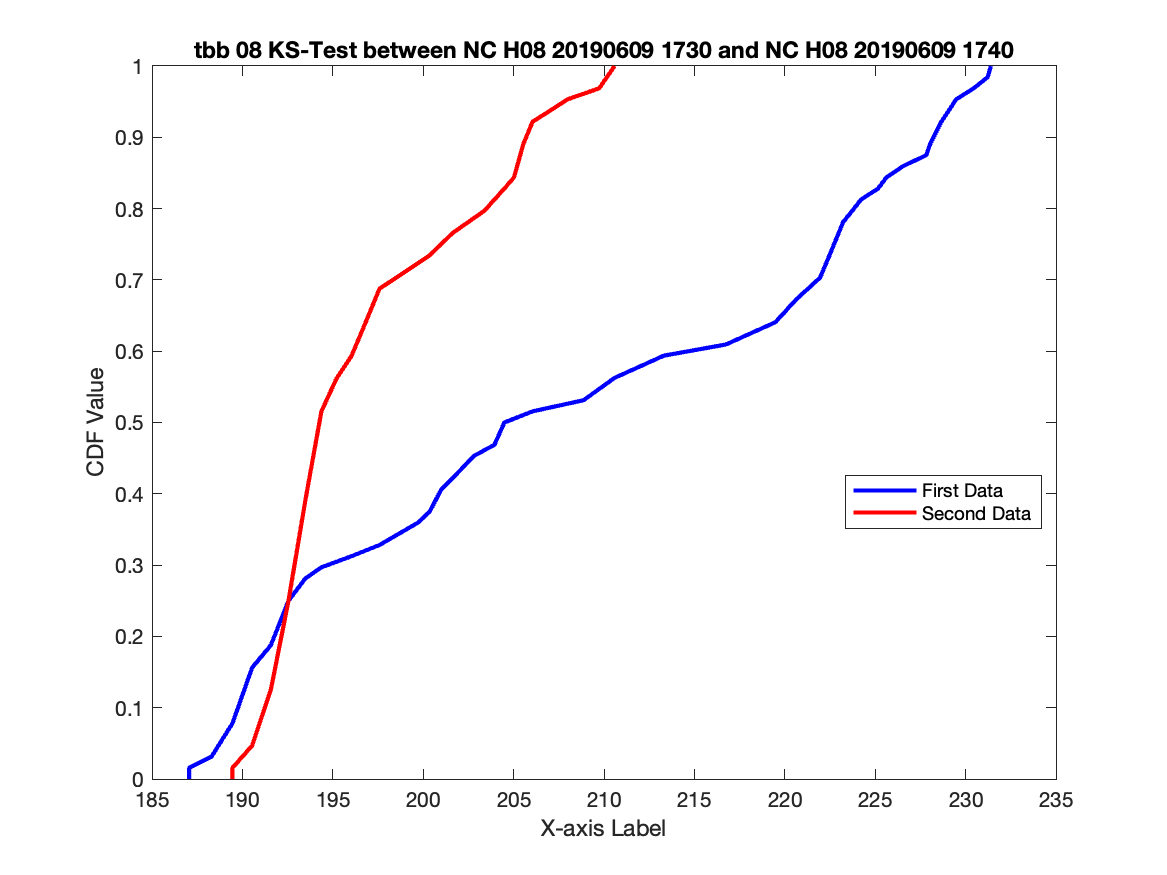 tbb 08 KS-Test between NC H08 20190609 1730 and NC H08 20190609 1740
1
0.9
0.8
0.7
0.6
0.5
0.4
0.3
0.2
0.1
0
CDF Value
First Data
Second Data
185 190 195 200 205 210 215 220 225 230 235
X-axis Label